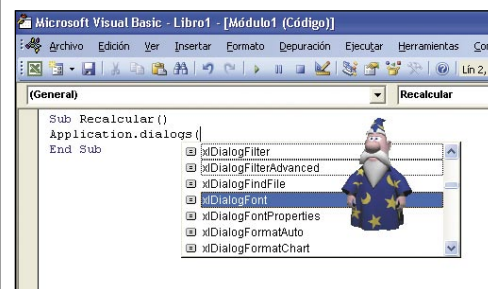 Microsoft Visual Basic - Libro1 - [Módulo1 (Código)]
Archivo Edición Ver Insertar Formato Depuración Ejecutar Herramientas Co
Lín 2,
(General) Recalcular
Sub Recalcular()
Application.dialogs(
End Sub
xlDialogFilter
xlDialogFilterAdvanced
xlDialogFindFile
xlDialogFont
xlDialogFontProperties
xlDialogFormatAuto
xlDialogFormatChart